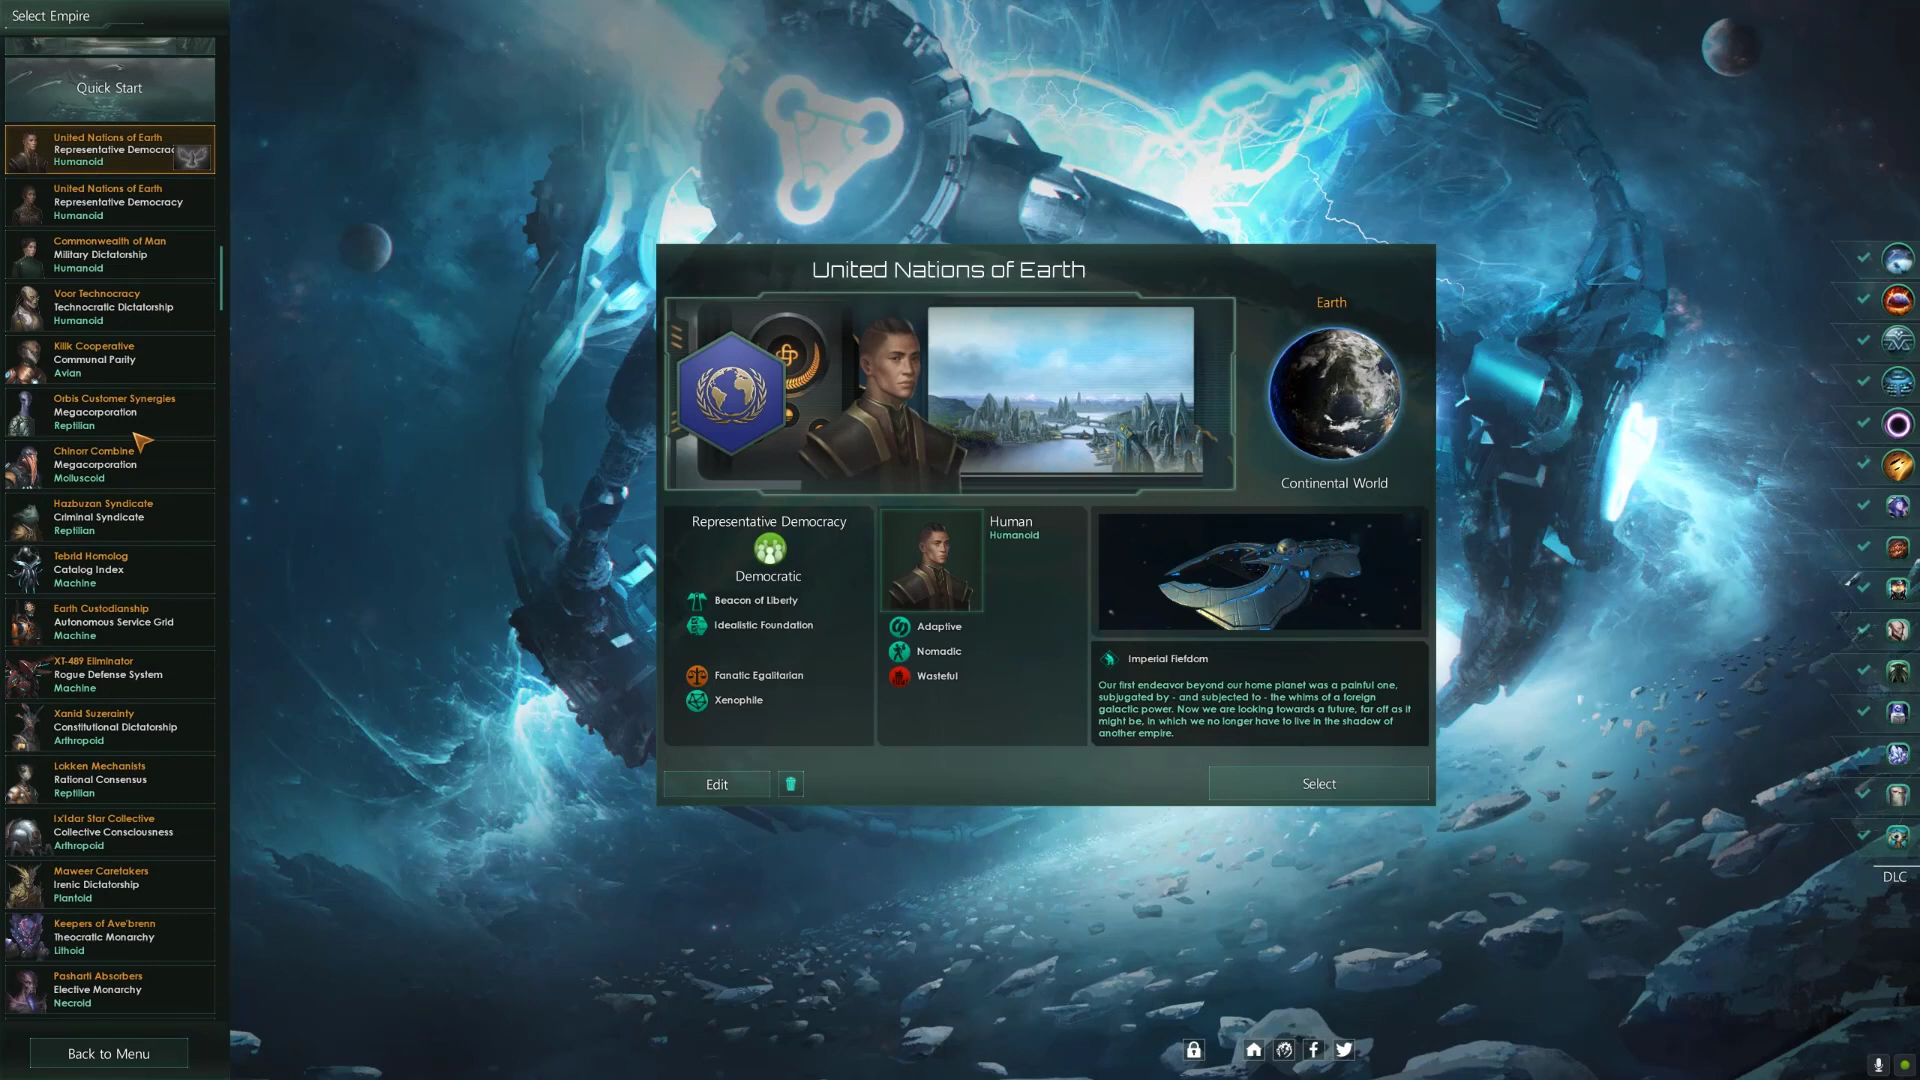 Select Empire
Quick Start
United Nations of Earth
Representative Democrac
Humanoid
United Nations of Earth
Representative Democracy
Humanoid
Commonwealth of Man
Military Dictatorship
Humanoid
Voor Technocracy
Technocratic Dictatorship
Humanoid
Kilik Cooperative
Communal Parity
Avian
Orbis Customer Synergies
Megacorporation
Reptilian
Chinorr Combine
Megacorporation
Molluscoid
Hazbuzan Syndicate
Criminal Syndicate
Reptilian
Tebrid Homolog
Catalog Index
Machine
Earth Custodianship
Autonomous Service Grid
Machine
XT-489 Eliminator
Rogue Defense System
Machine
Xanid Suzerainty
Constitutional Dictatorship
Arthropoid
Lokken Mechanists
Rational Consensus
Reptilian
Ix'Idar Star Collective
Collective Consciousness
Arthropoid
Maweer Caretakers
Irenic Dictatorship
Plantoid
Keepers of Ave'brenn
Theocratic Monarchy
Lithoid
Pasharti Absorbers
Elective Monarchy
Necroid
Back to Menu
United Nations of Earth
Earth
Continental World
Representative Democracy
Democratic
Beacon of Liberty
Idealistic Foundation
Fanatic Egalitarian
Xenophile
Human
Humanoid
Adaptive
Nomadic
Wasteful
Imperial Fiefdom
Our first endeavor beyond our home planet was a painful one,
subjugated by - and subjected to - the whims of a foreign
galactic power. Now we are looking towards a future, far off as it
might be, in which we no longer have to live in the shadow of
another empire.
Edit
Select
DLC